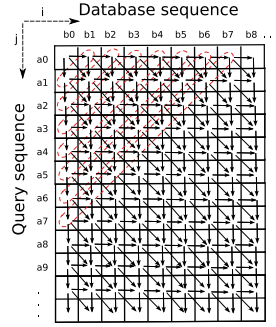 i
Database sequence
j
b0 b1 b2 b3 b4 b5 b6 b7 b8 . .
Query sequence
a0
a1
a2
a3
a4
a5
a6
a7
a8
a9
.
.
.